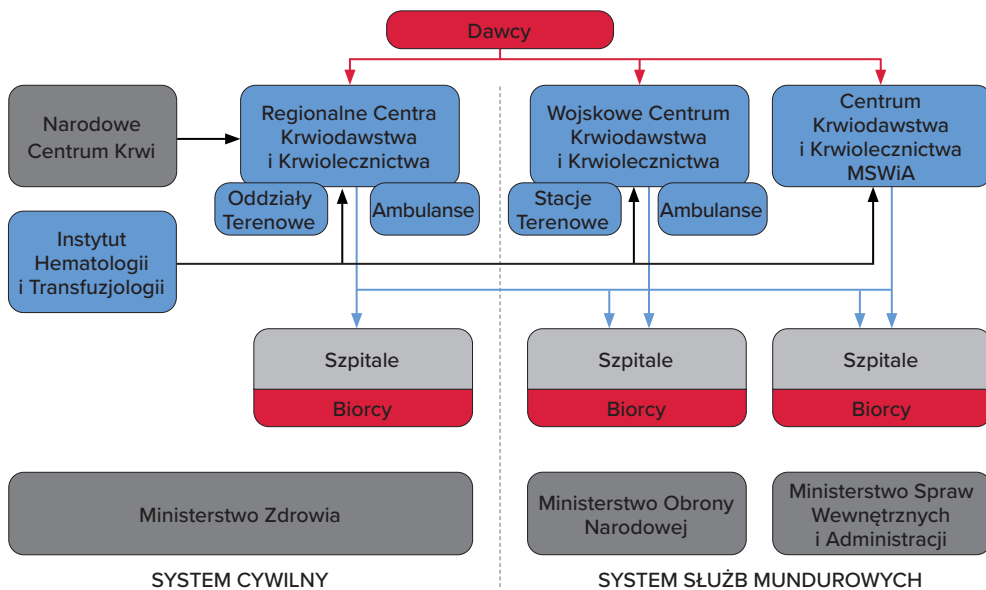 Dawcy
Narodowe
Centrum Krwi
Regionalne Centra
Krwiodawstwa
i Krwiolecznictwa
Wojskowe Centrum
Krwiodawstwa
i Krwiolecznictwa
Centrum
Krwiodawstwa
i Krwiolecznictwa
MSWiA
Oddziały
Terenowe
Ambulanse
Stacje
Terenowe
Ambulanse
Instytut
Hematologii
i Transfuzjologii
Szpitale
Biorcy
Szpitale
Biorcy
Szpitale
Biorcy
Ministerstwo Zdrowia
Ministerstwo Obrony
Narodowej
Ministerstwo Spraw
Wewnętrznych
i Administracji
SYSTEM CYWILNY
SYSTEM SŁUŻB MUNDUROWYCH